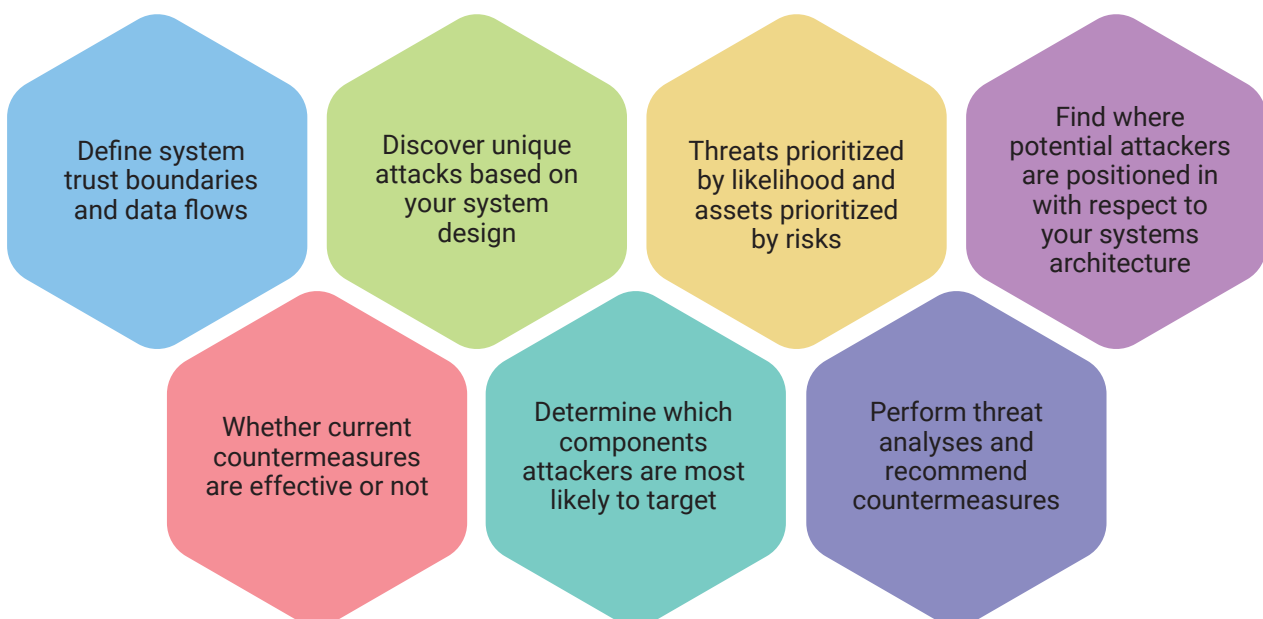 Define system
trust boundaries
and data flows
Discover unique
attacks based on
your system
design
Threats prioritized
by likelihood and
assets prioritized
by risks
Find where
potential attackers
are positioned in
with respect to
your systems
architecture
Whether current
countermeasures
are effective or not
Determine which
components
attackers are most
likely to target
Perform threat
analyses and
recommend
countermeasures